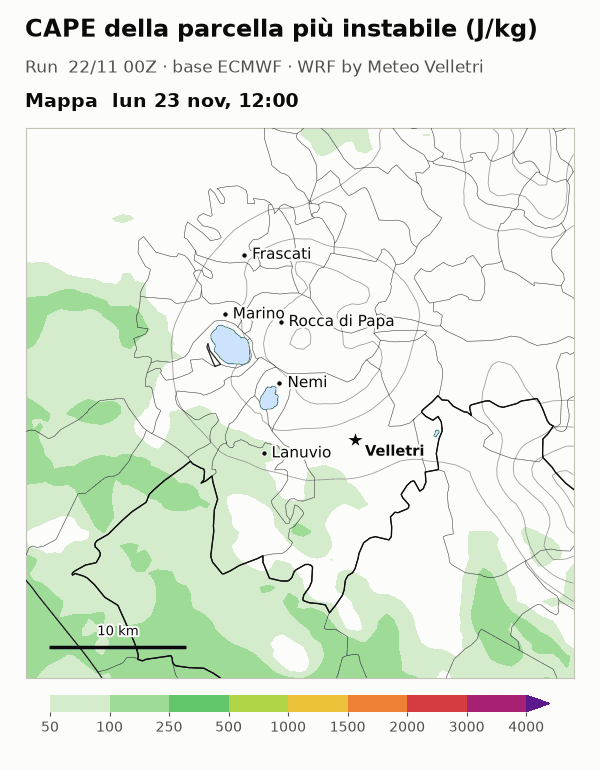 CAPE della parcella più instabile (J/kg)
Run  22/11 00Z · base ECMWF · WRF by Meteo Velletri
Mappa  lun 23 nov, 12:00
Frascati
Marino
Rocca di Papa
Nemi
Velletri
Lanuvio
10 km
50 100 250 500 1000 1500 2000 3000 4000